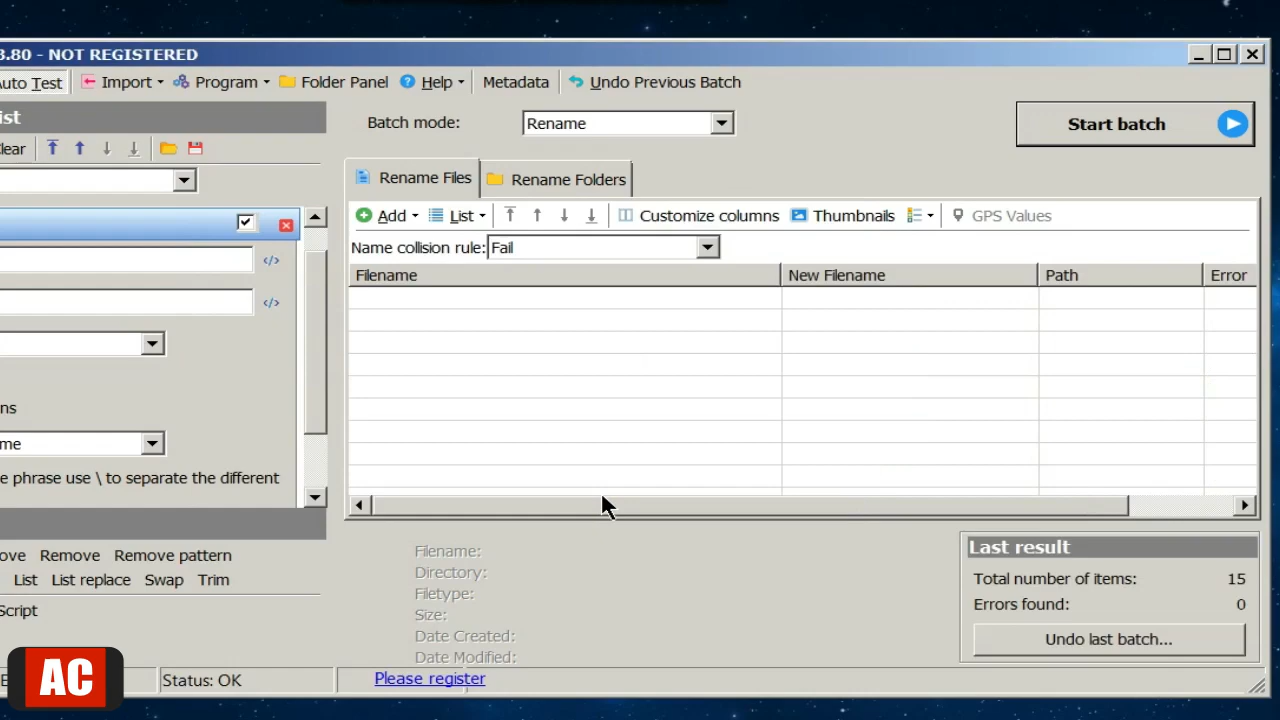 3.80 - NOT REGISTERED
Auto Test Import Program Folder Panel Help Metadata Undo Previous Batch
ist
lear
Batch mode: Rename
Start batch
Rename Files Rename Folders
Add List Customize columns Thumbnails GPS Values
Name collision rule: Fail
Filename New Filename Path Error
</>
</>
ns
me
e phrase use \ to separate the different
ove Remove Remove pattern
List List replace Swap Trim
Script
Filename:
Directory:
Filetype:
Size:
Date Created:
Date Modified:
Last result
Total number of items: 15
Errors found: 0
Undo last batch...
Status: OK
Please register
AC